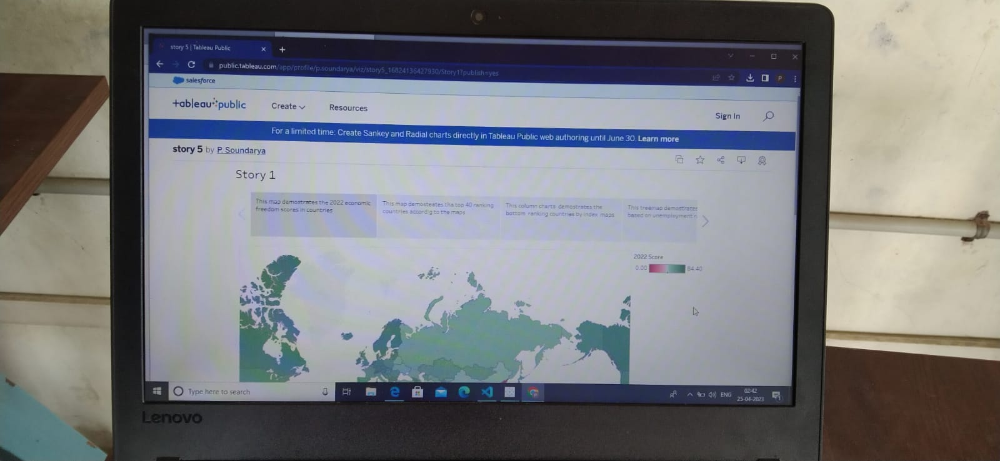 story 5 | Tableau Public
public.tableau.com/app/profile/p.soundarya/viz/story5_16824136427930/Story1?publish=yes
P
salesforce
+ableau public
Create
Resources
Sign In
For a limited time: Create Sankey and Radial charts directly in Tableau Public web authoring until June 30. Learn more
story 5 by P. Soundarya
Story 1
This map demostrates the 2022 economic
freedom scores in countries
This map demosteates tha top 40 ranking
countries accordig to the maps
This column charts demostrates the
bottom ranking countries by index maps
This treemap demostrates
based on unemployment
2022 Score
0.00
84.40
Type here to search
ENG
02:42
25-04-2023
Lenovo